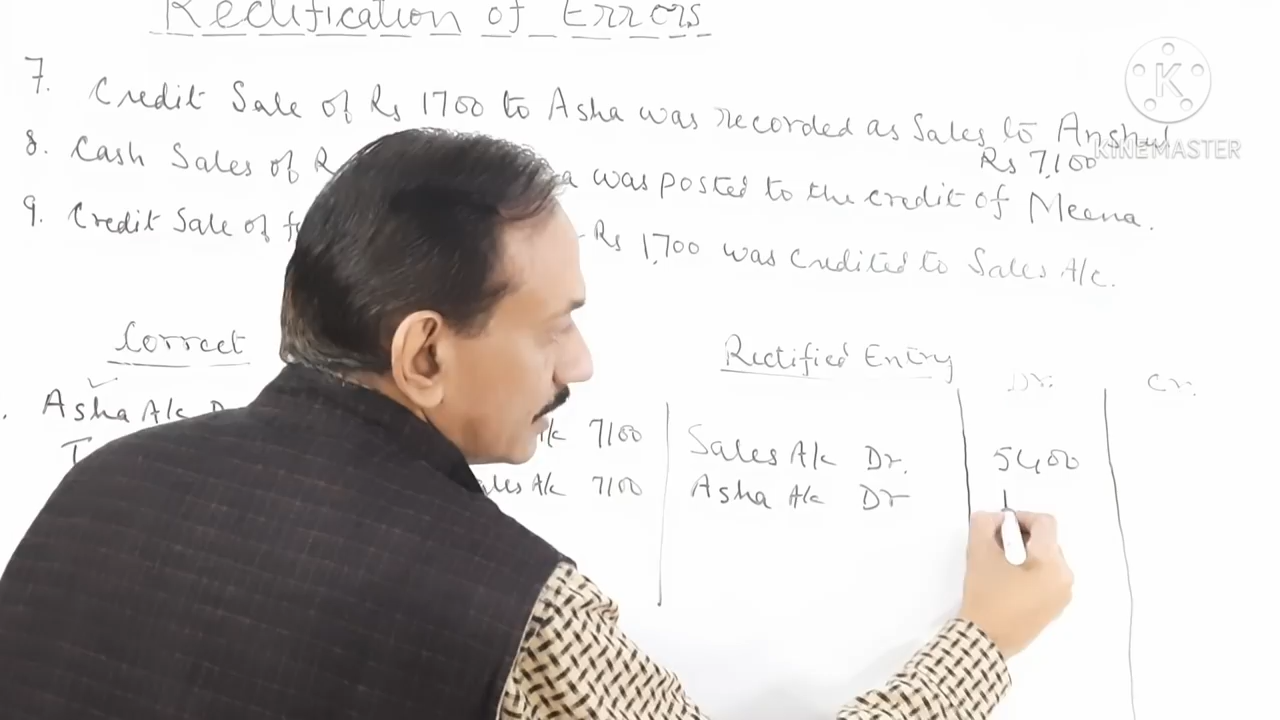 Rectification of Errors
7. Credit Sale of Rs 1700 to Asha was recorded as Sales to Anshul
Rs 7,100
8. Cash Sales of R a was posted to the credit of Meena.
9. Credit Sale of Rs 1,700 was credited to Sales A/c.
K
KINEMASTER
Correct
Rectified Entry
Dr. Cr.
Asha A/c D
A/c 7100
Sales A/c Dr. 5400
T
ales A/c 7100
Asha A/c Dr 1